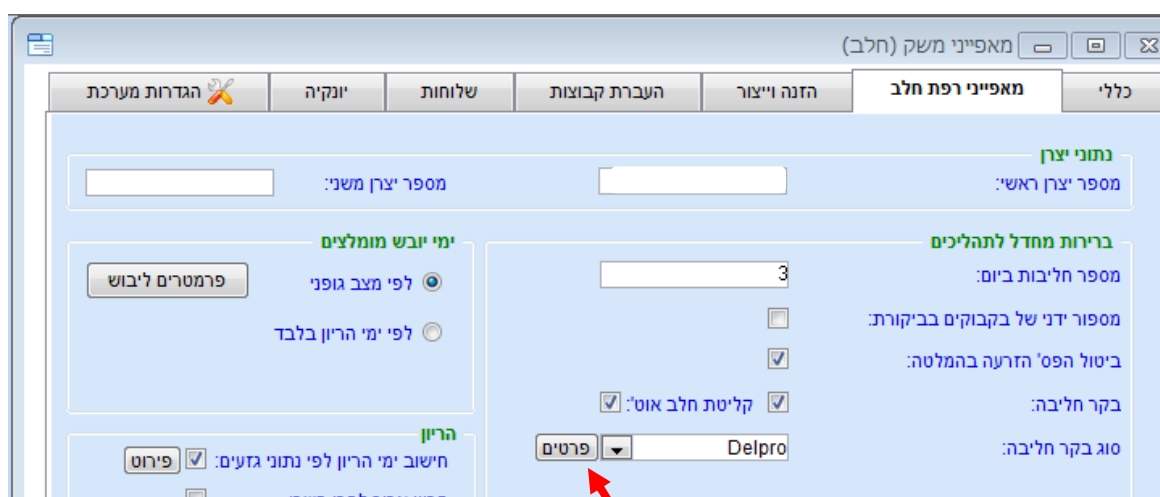 מאפייני משק (חלב)
כללי
מאפייני רפת חלב
הזנה וייצור
העברת קבוצות
שלוחות
יונקיה
הגדרות מערכת
נתוני יצרן
מספר יצרן ראשי:
מספר יצרן משני:
ברירות מחדל לתהליכים
מספר חליבות ביום: 3
מספור ידני של בקבוקים בביקורת:
ביטול הפס' הזרעה בהמלטה:
בקר חליבה: קליטת חלב אוט':
סוג בקר חליבה: Delpro פרטים
ימי יובש מומלצים
לפי מצב גופני פרמטרים ליבוש
לפי ימי הריון בלבד
הריון
חישוב ימי הריון לפי נתוני גזעים: פירוט